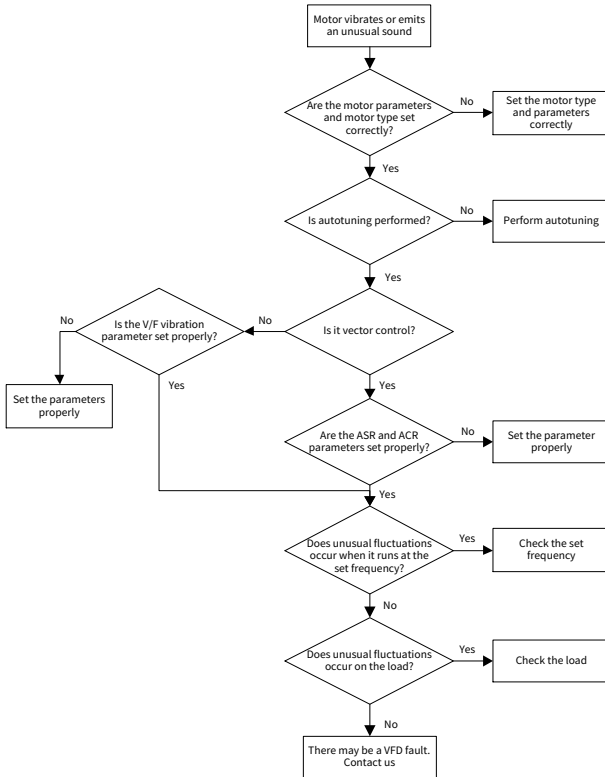 Motor vibrates or emits
an unusual sound
Are the motor parameters
and motor type set
correctly?
No
Set the motor type
and parameters
correctly
Yes
Is autotuning performed?
No
Perform autotuning
Yes
Is it vector control?
No
Is the V/F vibration
parameter set properly?
No
Set the parameters
properly
Yes
Yes
Are the ASR and ACR
parameters set properly?
No
Set the parameter
properly
Yes
Does unusual fluctuations
occur when it runs at the
set frequency?
Yes
Check the set
frequency
No
Does unusual fluctuations
occur on the load?
Yes
Check the load
No
There may be a VFD fault.
Contact us